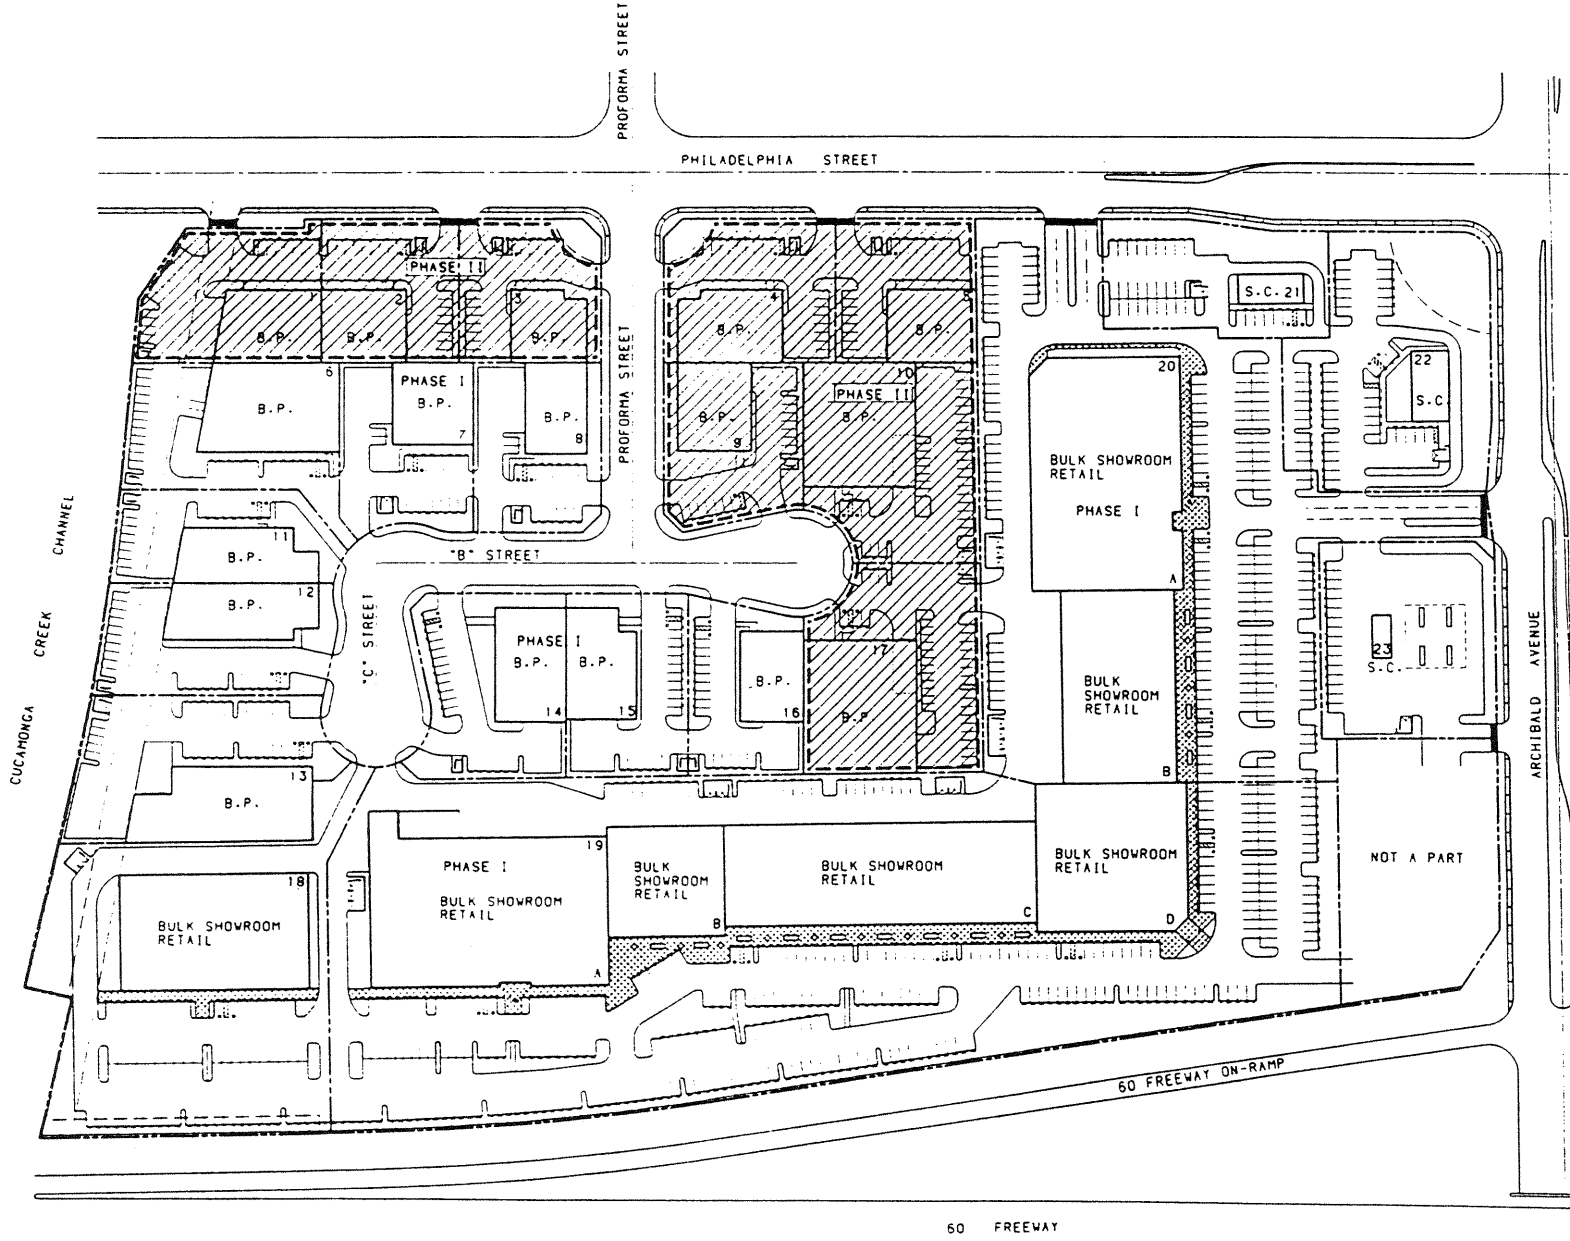 PROFORMA STREET
PHILADELPHIA STREET
PHASE II
1
2
3
4
5
B.P.
B.P.
B.P.
B.P.
B.P.
S.C. 21
PROFORMA STREET
6
PHASE I
B.P.
B.P.
7
B.P.
8
B.P.
9
10
PHASE II
B.P.
20
22
S.C.
BULK SHOWROOM
RETAIL
PHASE I
A
CUCAMONGA CREEK CHANNEL
11
B.P.
12
B.P.
"B" STREET
"C" STREET
PHASE I
B.P.
B.P.
14
15
B.P.
16
17
B.P.
BULK
SHOWROOM
RETAIL
B
23
S.C.
ARCHIBALD AVENUE
13
B.P.
18
BULK SHOWROOM
RETAIL
19
PHASE I
BULK SHOWROOM
RETAIL
A
BULK
SHOWROOM
RETAIL
B
BULK SHOWROOM
RETAIL
C
BULK SHOWROOM
RETAIL
D
NOT A PART
60 FREEWAY ON-RAMP
60 FREEWAY